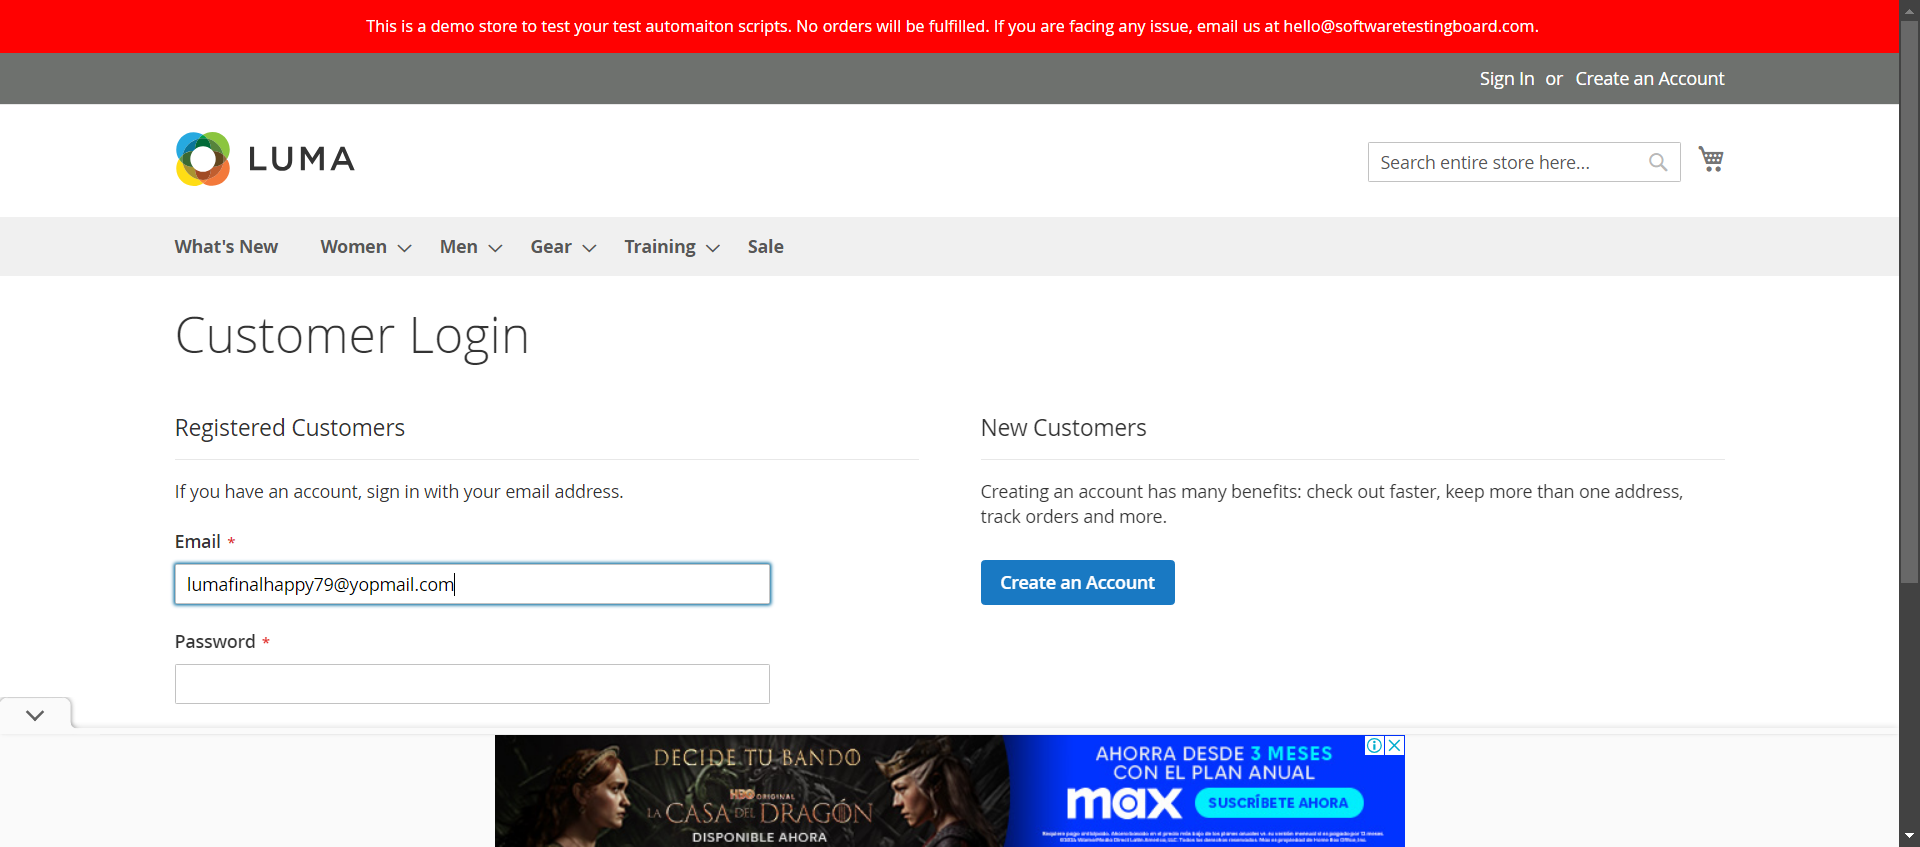 This is a demo store to test your test automaiton scripts. No orders will be fulfilled. If you are facing any issue, email us at hello@softwaretestingboard.com.
Sign In or Create an Account
LUMA
Search entire store here...
What's New Women Men Gear Training Sale
Customer Login
Registered Customers
If you have an account, sign in with your email address.
Email *
lumafinalhappy79@yopmail.com
Password *
New Customers
Creating an account has many benefits: check out faster, keep more than one address,
track orders and more.
Create an Account
DECIDE TU BANDO
HBO ORIGINAL
LA CASA DEL DRAGÓN
DISPONIBLE AHORA
AHORRA DESDE 3 MESES
CON EL PLAN ANUAL
max
SUSCRÍBETE AHORA